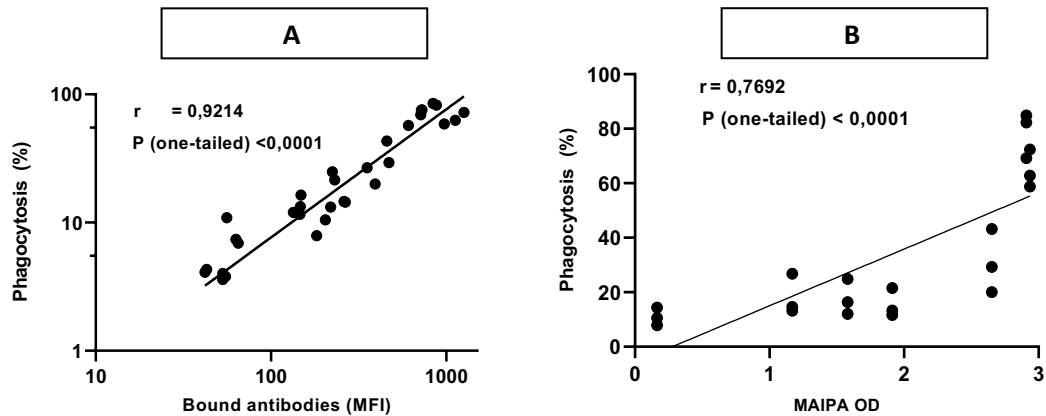 A
r = 0,9214
P (one-tailed) <0,0001
Phagocytosis (%)
100
10
1
10
100
1000
Bound antibodies (MFI)
B
r = 0,7692
P (one-tailed) < 0,0001
Phagocytosis (%)
100
80
60
40
20
0
0
1
2
3
MAIPA OD